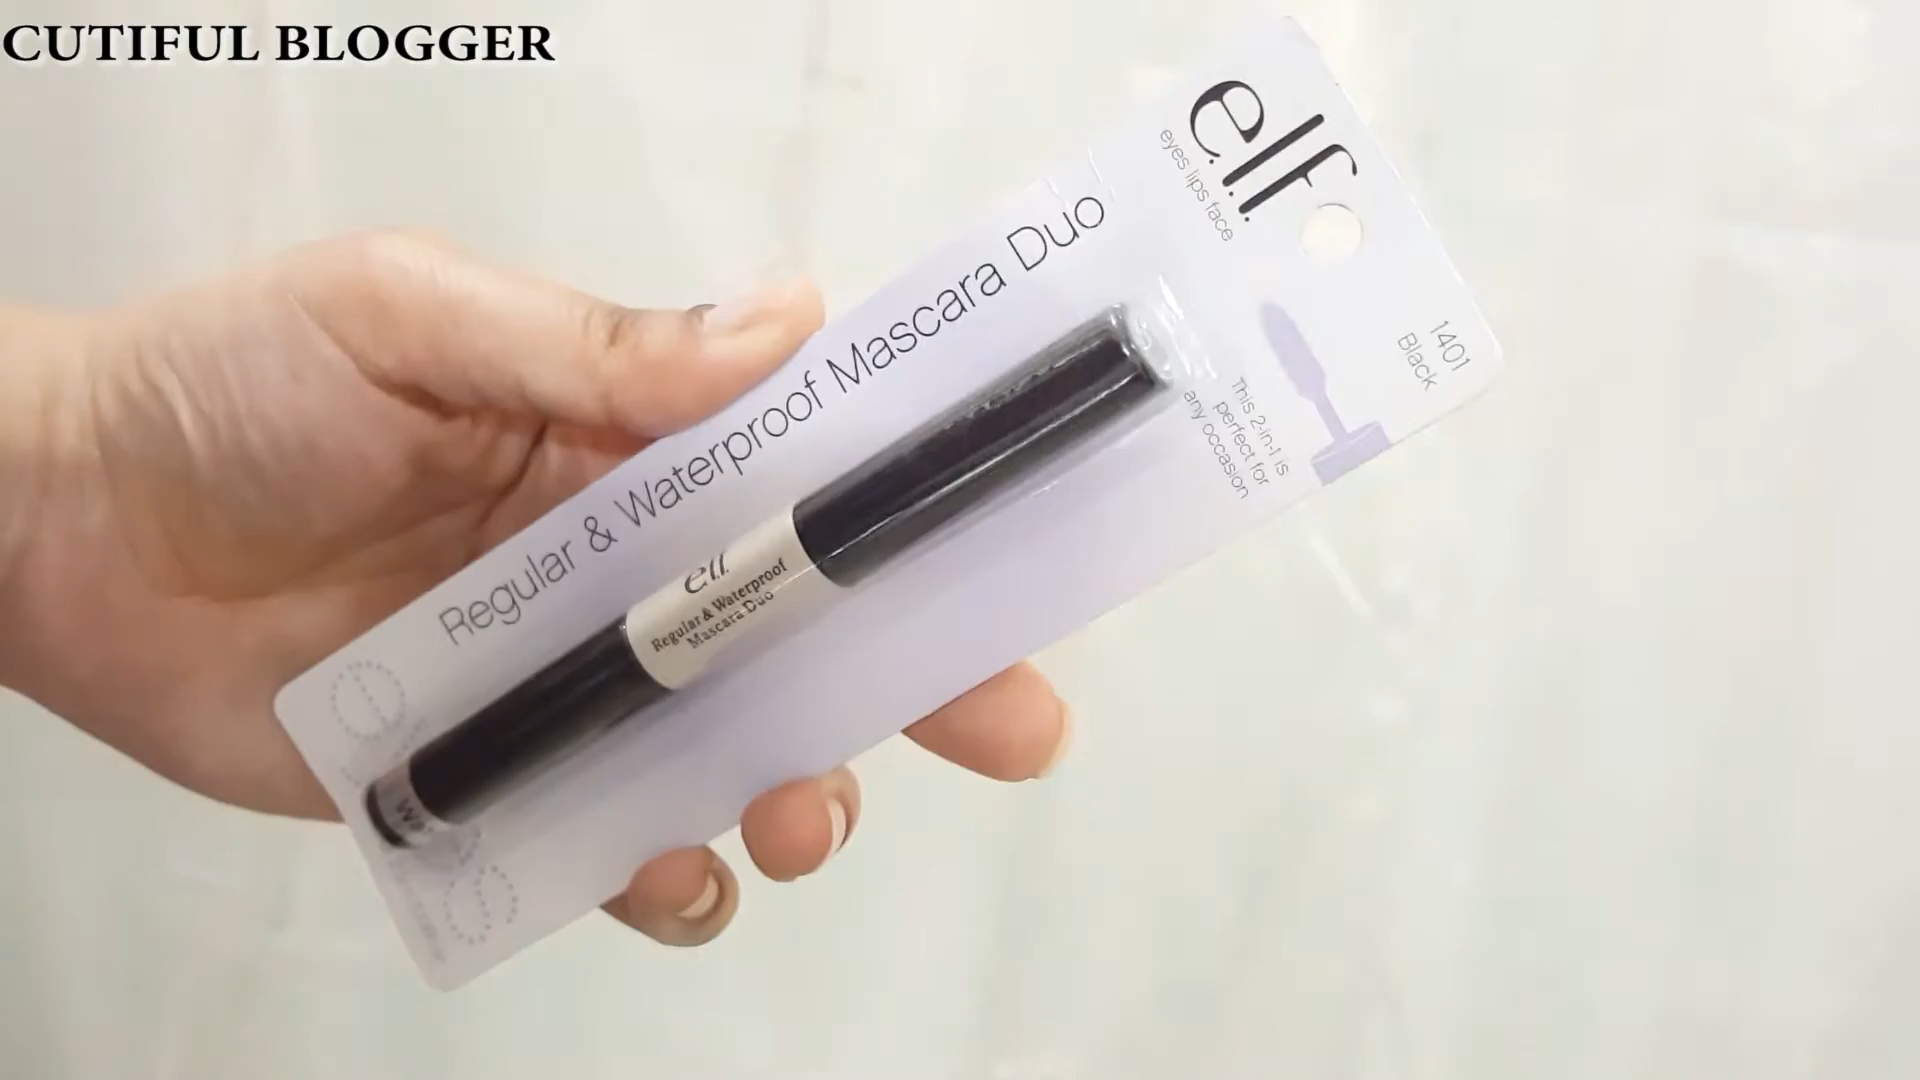 CUTIFUL BLOGGER
e.l.f.
eyes lips face
1401
Black
This 2-in-1 is
perfect for
any occasion
Regular & Waterproof Mascara Duo
e.l.f.
Regular & Waterproof
Mascara Duo